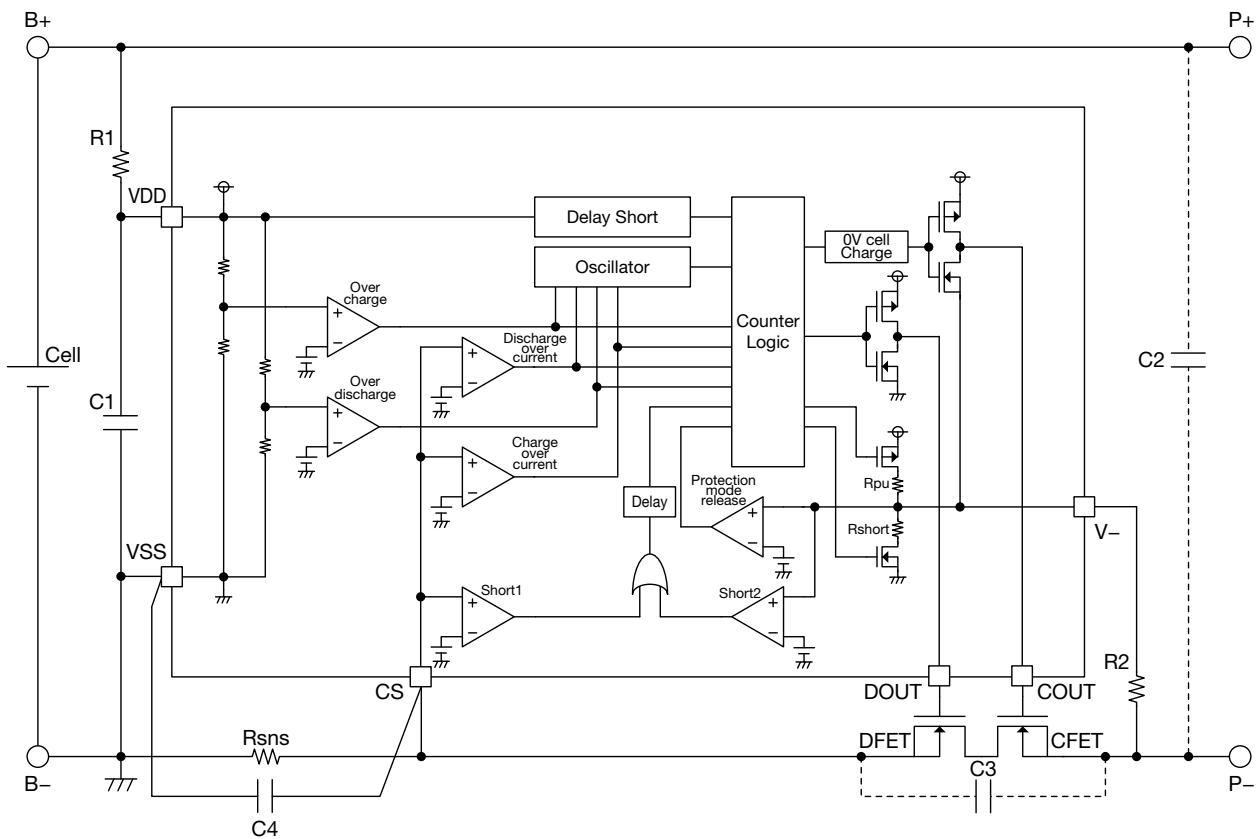 B+
P+
R1
VDD
Delay Short
0V cell
Charge
Oscillator
Over
charge
Counter
Logic
Discharge over
current
Cell
C2
C1
Over
discharge
Charge
over
current
Rpu
Protection
mode
release
Delay
Rshort
V−
VSS
Short1
Short2
CS
DOUT
COUT
R2
Rsns
DFET
CFET
C3
B−
P−
C4